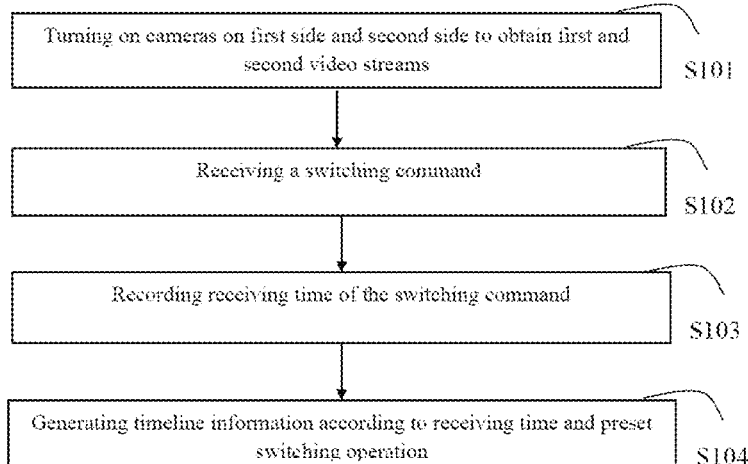 Turning on cameras on first side and second side to obtain first and
second video streams
S101
Receiving a switching command
S102
Recording receiving time of the switching command
S103
Generating timeline information according to receiving time and preset
switching operation
S104